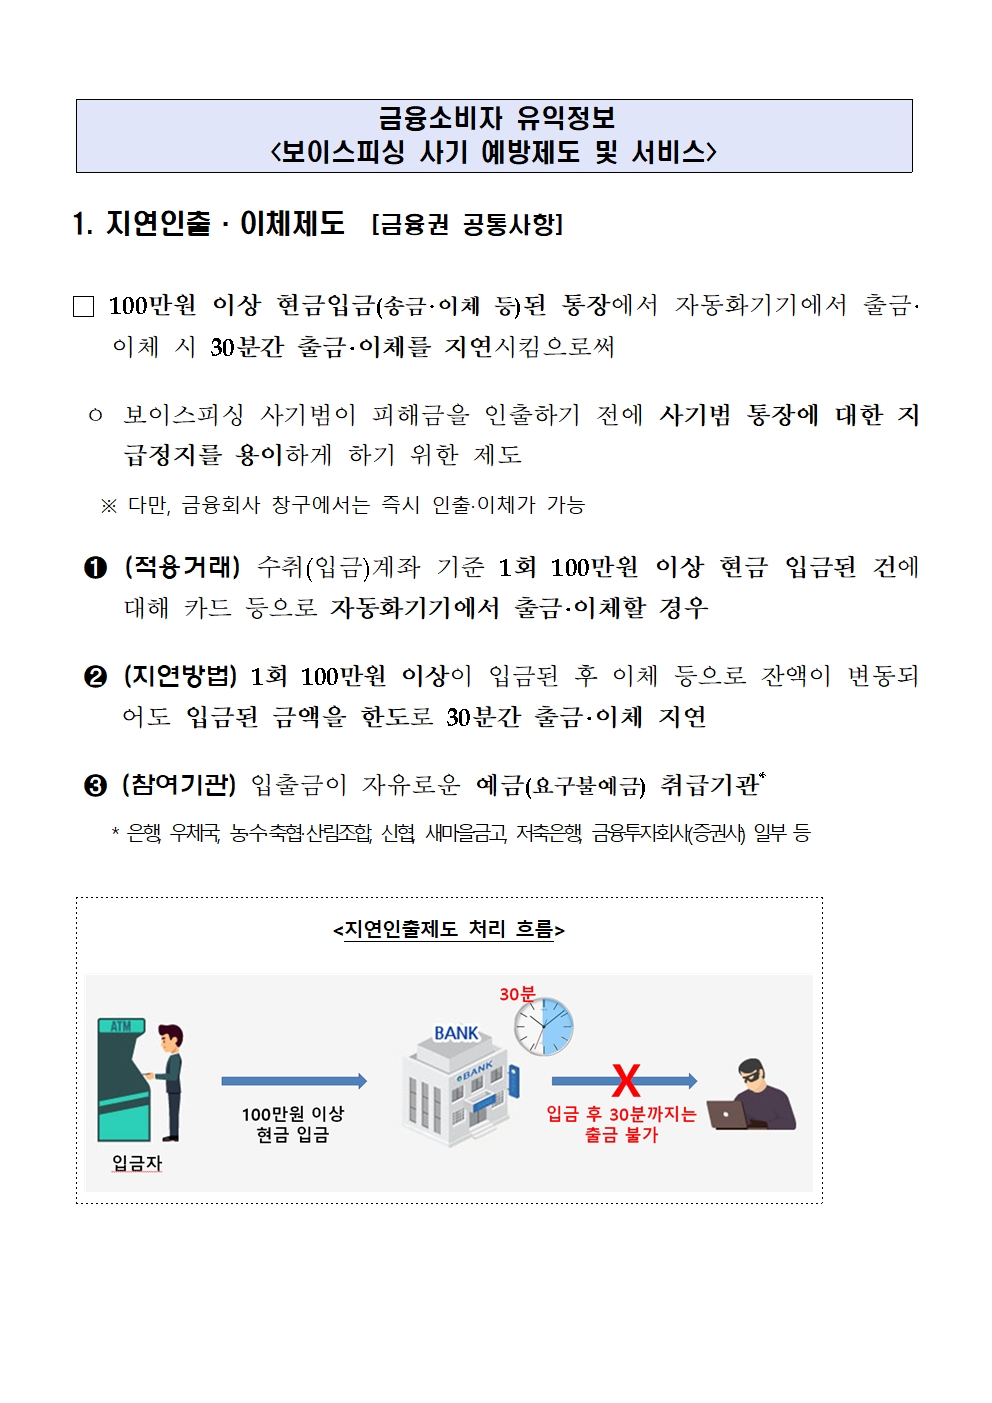 금융소비자 유익정보
<보이스피싱 사기 예방제도 및 서비스>
1. 지연인출·이체제도 [금융권 공통사항]
□ 100만원 이상 현금입금(송금·이체 등)된 통장에서 자동화기기에서 출금·
이체 시 30분간 출금·이체를 지연시킴으로써
ㅇ 보이스피싱 사기범이 피해금을 인출하기 전에 사기범 통장에 대한 지
급정지를 용이하게 하기 위한 제도
※ 다만, 금융회사 창구에서는 즉시 인출·이체가 가능
❶ (적용거래) 수취(입금)계좌 기준 1회 100만원 이상 현금 입금된 건에
대해 카드 등으로 자동화기기에서 출금·이체할 경우
❷ (지연방법) 1회 100만원 이상이 입금된 후 이체 등으로 잔액이 변동되
어도 입금된 금액을 한도로 30분간 출금·이체 지연
❸ (참여기관) 입출금이 자유로운 예금(요구불예금) 취급기관*
* 은행, 우체국, 농·수·축협·산림조합, 신협, 새마을금고, 저축은행, 금융투자회사(증권사) 일부 등
<지연인출제도 처리 흐름>
30분
ATM
BANK
eBANK
100만원 이상
현금 입금
입금자
X
입금 후 30분까지는
출금 불가